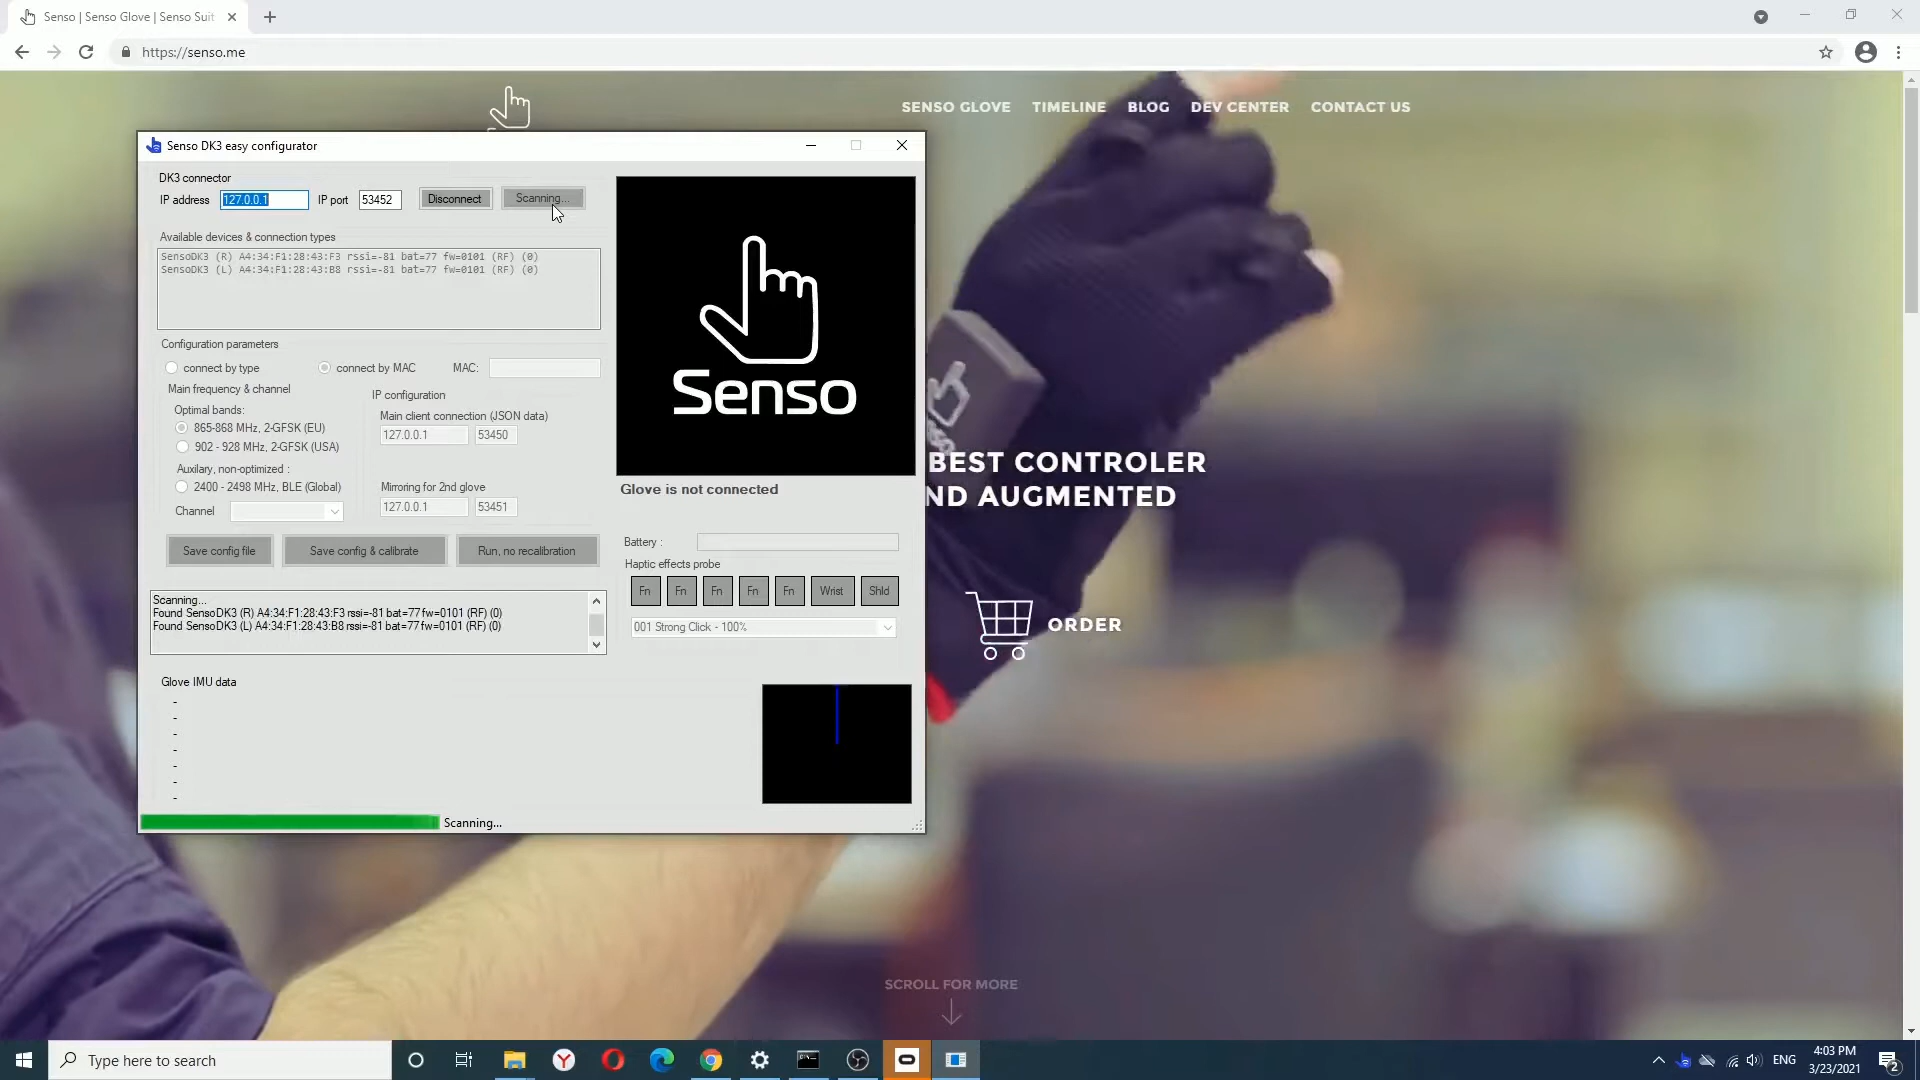 Senso | Senso Glove | Senso Suit
https://senso.me
SENSO GLOVE TIMELINE BLOG DEV CENTER CONTACT US
Senso DK3 easy configurator
DK3 connector
IP address 127.0.0.1 IP port 53452 Disconnect Scanning...
Available devices & connection types
SensoDK3 (R) A4:34:F1:28:43:F3 rssi=-81 bat=77 fw=0101 (RF) (0)
SensoDK3 (L) A4:34:F1:28:43:B8 rssi=-81 bat=77 fw=0101 (RF) (0)
Configuration parameters
connect by type connect by MAC MAC:
Main frequency & channel
IP configuration
Optimal bands:
Main client connection (JSON data)
865-868 MHz, 2-GFSK (EU)
127.0.0.1 53450
902 - 928 MHz, 2-GFSK (USA)
Auxilary, non-optimized :
2400 - 2498 MHz, BLE (Global)
Mirroring for 2nd glove
Channel
127.0.0.1 53451
Save config file Save config & calibrate Run, no recalibration
Scanning...
Found SensoDK3 (R) A4:34:F1:28:43:F3 rssi=-81 bat=77 fw=0101 (RF) (0)
Found SensoDK3 (L) A4:34:F1:28:43:B8 rssi=-81 bat=77 fw=0101 (RF) (0)
Glove IMU data
-
-
-
-
-
-
-
Scanning...
Senso
Glove is not connected
Battery :
Haptic effects probe
Fn Fn Fn Fn Fn Wrist Shld
001 Strong Click - 100%
BEST CONTROLER
ND AUGMENTED
ORDER
SCROLL FOR MORE
Type here to search
ENG
4:03 PM
3/23/2021
2